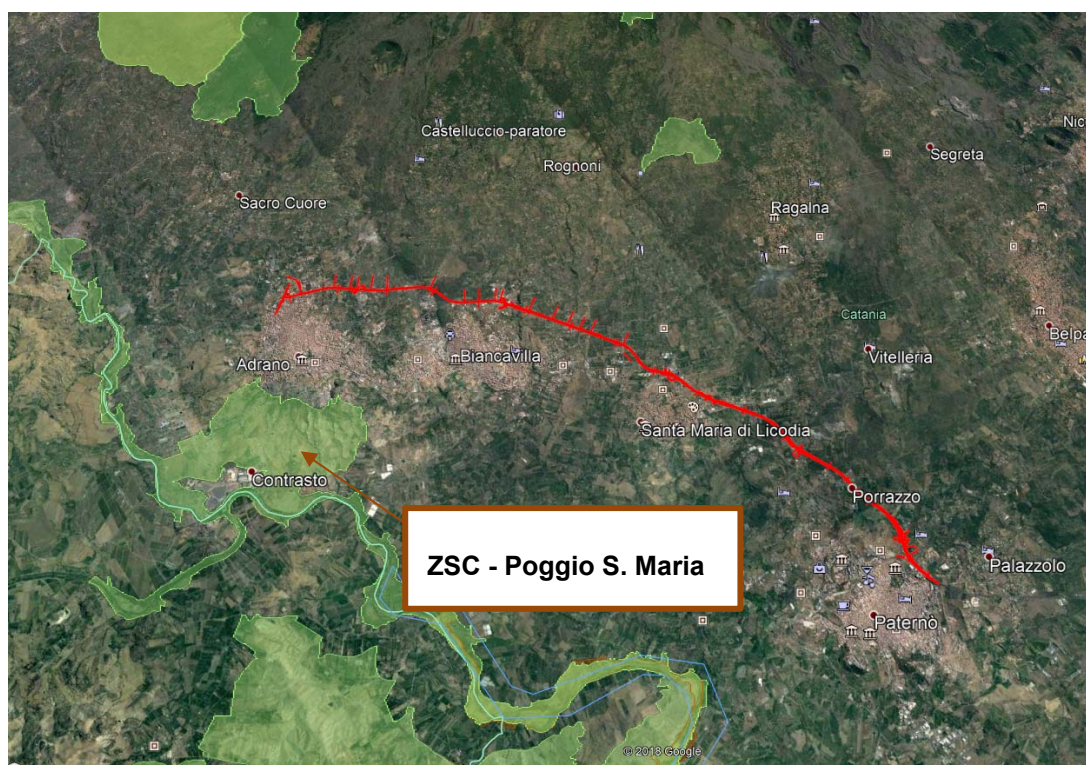 Castelluccio-paratore
Nic
Segreta
Rognoni
Sacro Cuore
Ragalna
Catania
Belpa
Adrano
Biancavilla
Vitelleria
Santa Maria di Licodia
Contrasto
Porrazzo
ZSC - Poggio S. Maria
Palazzolo
Paternò
© 2018 Google